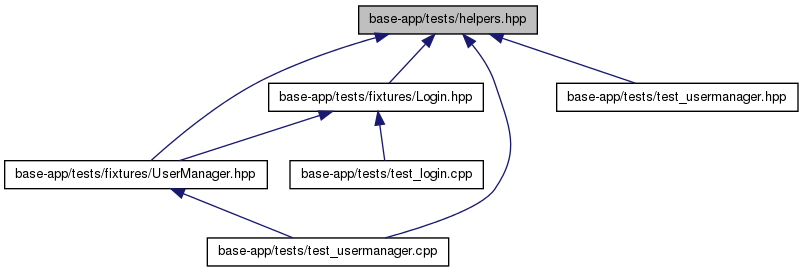 base-app/tests/helpers.hpp
base-app/tests/fixtures/Login.hpp
base-app/tests/test_usermanager.hpp
base-app/tests/fixtures/UserManager.hpp
base-app/tests/test_login.cpp
base-app/tests/test_usermanager.cpp